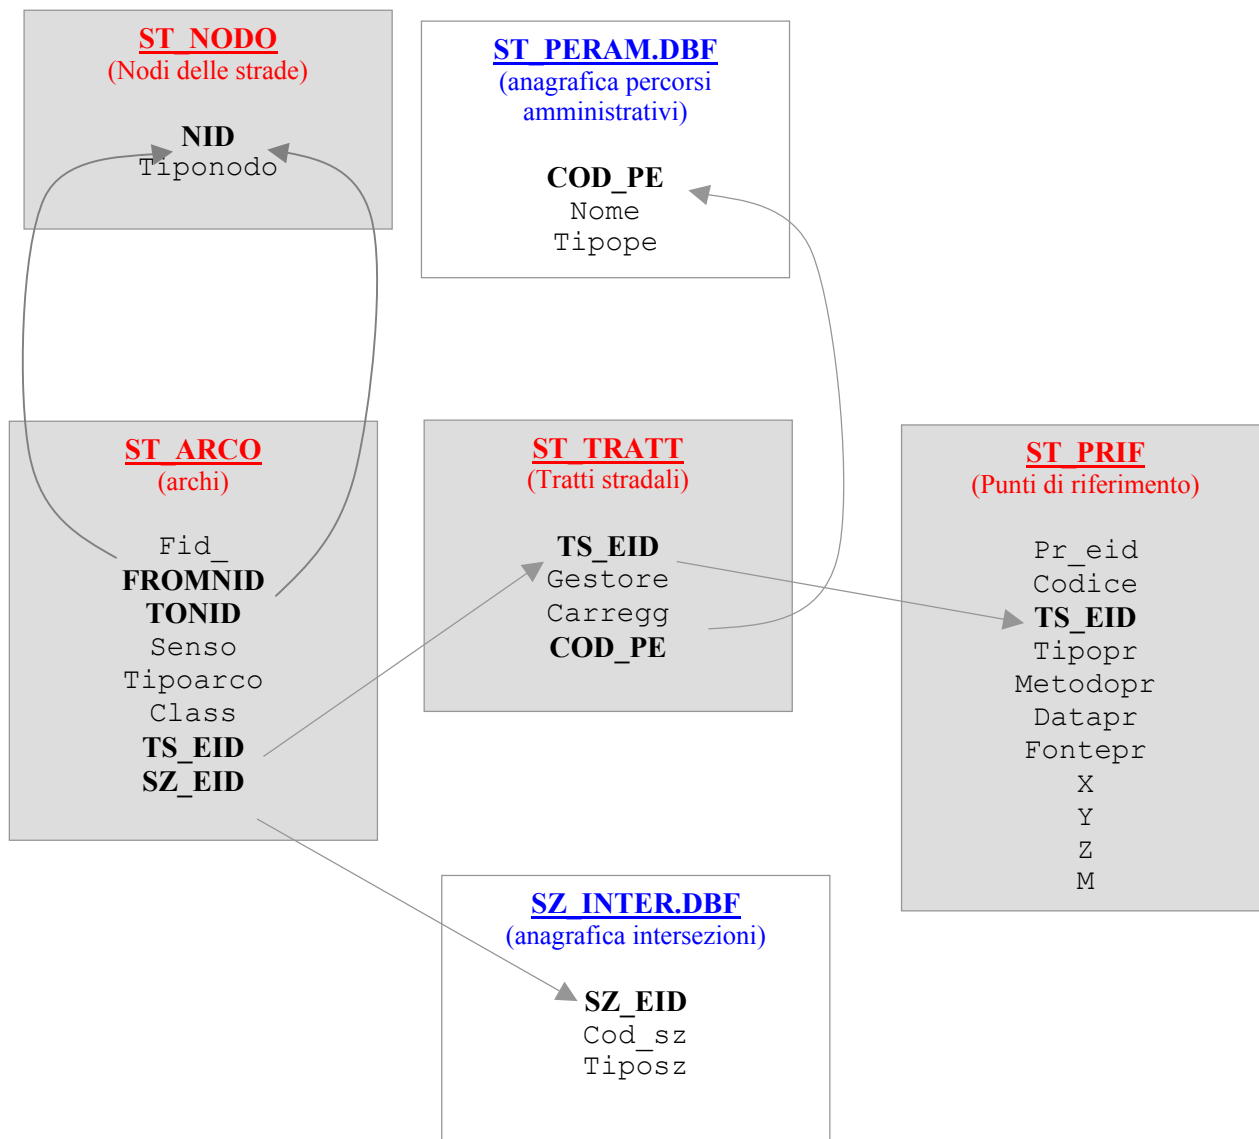 ST_NODO
(Nodi delle strade)
NID
Tiponodo
ST_PERAM.DBF
(anagrafica percorsi
amministrativi)
COD_PE
Nome
Tipope
ST_ARCO
(archi)
Fid_
FROMNID
TONID
Senso
Tipoarco
Class
TS_EID
SZ_EID
ST_TRATT
(Tratti stradali)
TS_EID
Gestore
Carregg
COD_PE
ST_PRIF
(Punti di riferimento)
Pr_eid
Codice
TS_EID
Tipopr
Metodopr
Datapr
Fontepr
X
Y
Z
M
SZ_INTER.DBF
(anagrafica intersezioni)
SZ_EID
Cod_sz
Tiposz